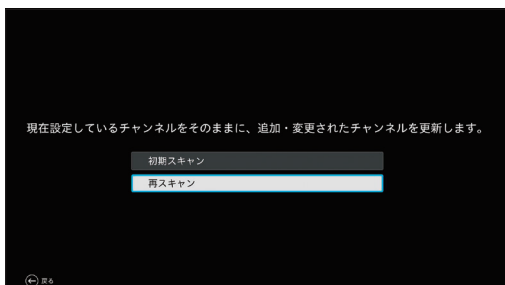 現在設定しているチャンネルをそのままに、追加・変更されたチャンネルを更新します。
初期スキャン
再スキャン
戻る